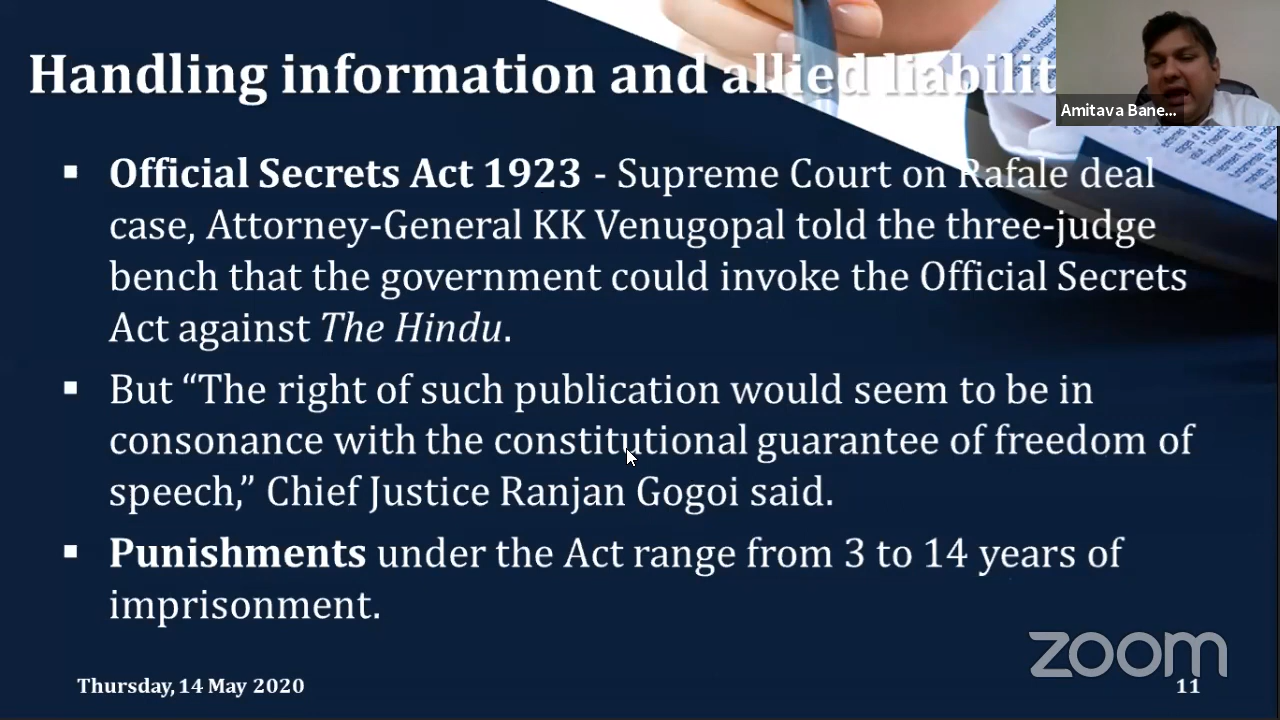 Handling information and allied liabilit
Amitava Bane...
▪ Official Secrets Act 1923 - Supreme Court on Rafale deal
case, Attorney-General KK Venugopal told the three-judge
bench that the government could invoke the Official Secrets
Act against The Hindu.
▪ But “The right of such publication would seem to be in
consonance with the constitutional guarantee of freedom of
speech,” Chief Justice Ranjan Gogoi said.
▪ Punishments under the Act range from 3 to 14 years of
imprisonment.
zoom
Thursday, 14 May 2020
11